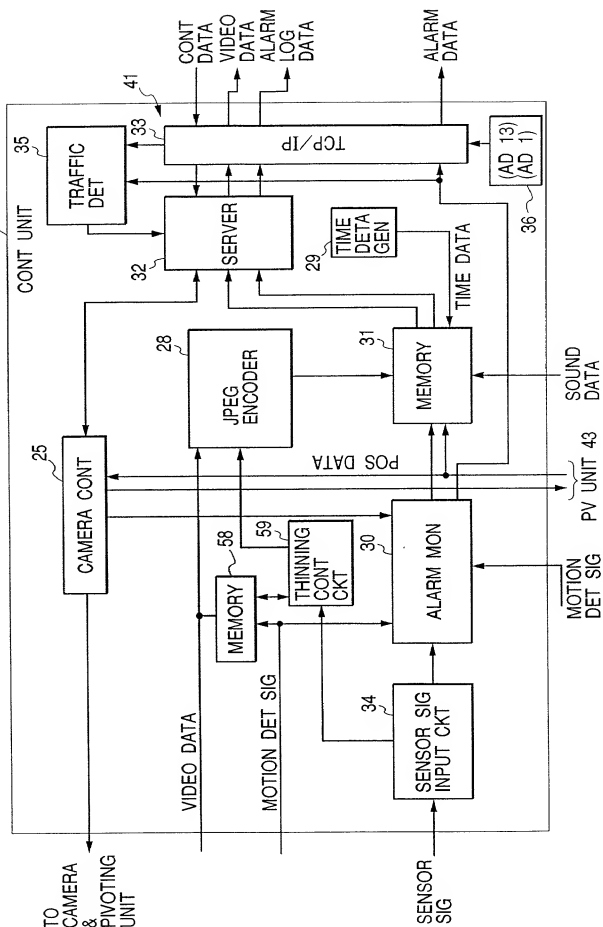 CONT UNIT
41
TO
CAMERA
&
PIVOTING
UNIT
25
CAMERA CONT
35
TRAFFIC
DET
33
TCP/IP
CONT
DATA
VIDEO
DATA
ALARM
LOG
DATA
ALARM
DATA
32
SERVER
28
JPEG
ENCODER
29
TIME
DETA
GEN
TIME DATA
36
(AD 13)
(AD 1)
31
MEMORY
SOUND
DATA
POS DATA
PV UNIT 43
VIDEO DATA
58
MEMORY
59
THINNING
CONT
CKT
MOTION DET SIG
30
ALARM MON
MOTION
DET SIG
34
SENSOR SIG
INPUT CKT
SENSOR
SIG